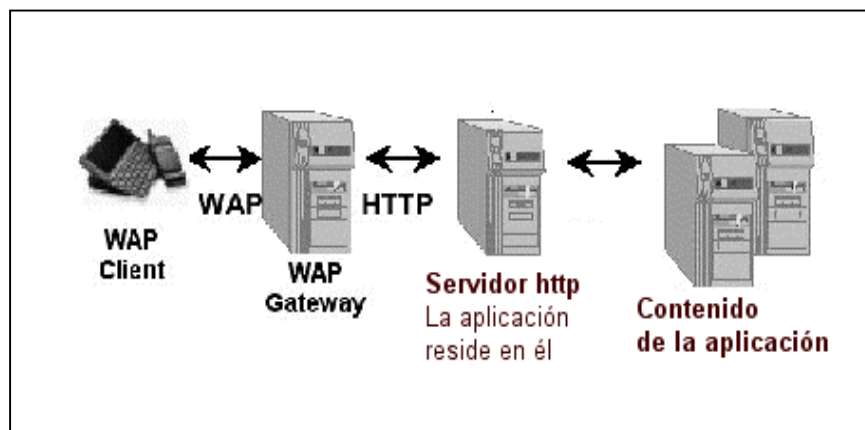 WAP
HTTP
WAP
Client
WAP
Gateway
Servidor http
La aplicación
reside en él
Contenido
de la aplicación